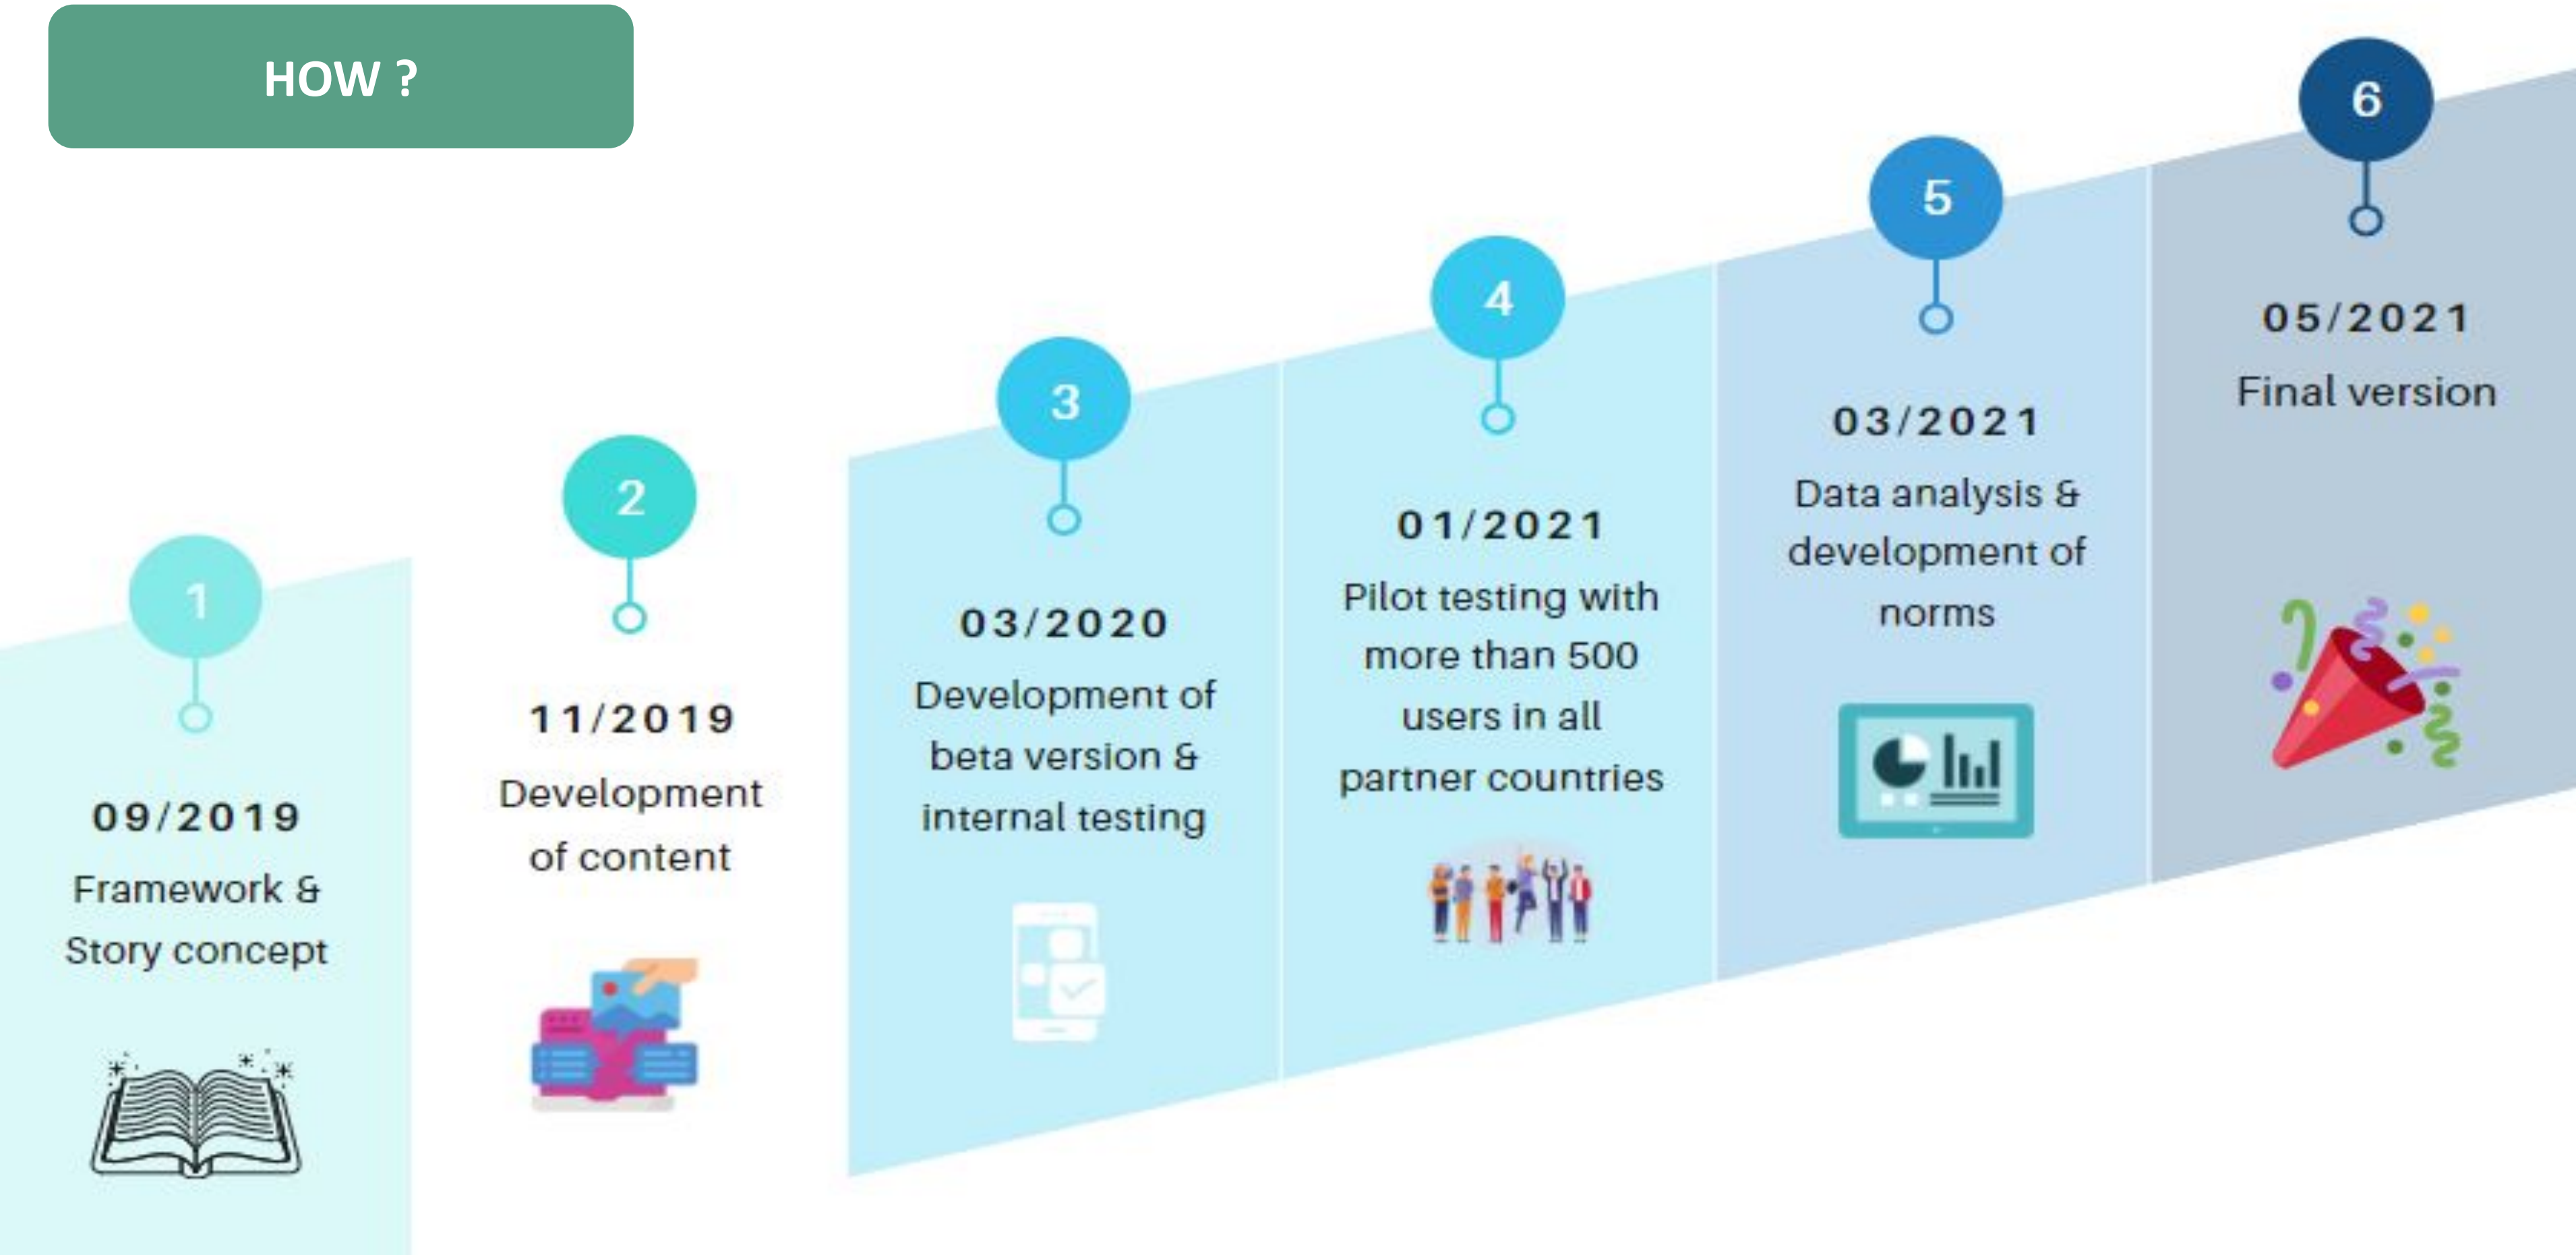 HOW ?
1
09/2019
Framework &
Story concept
2
11/2019
Development
of content
3
03/2020
Development of
beta version &
internal testing
4
01/2021
Pilot testing with
more than 500
users in all
partner countries
5
03/2021
Data analysis &
development of
norms
6
05/2021
Final version